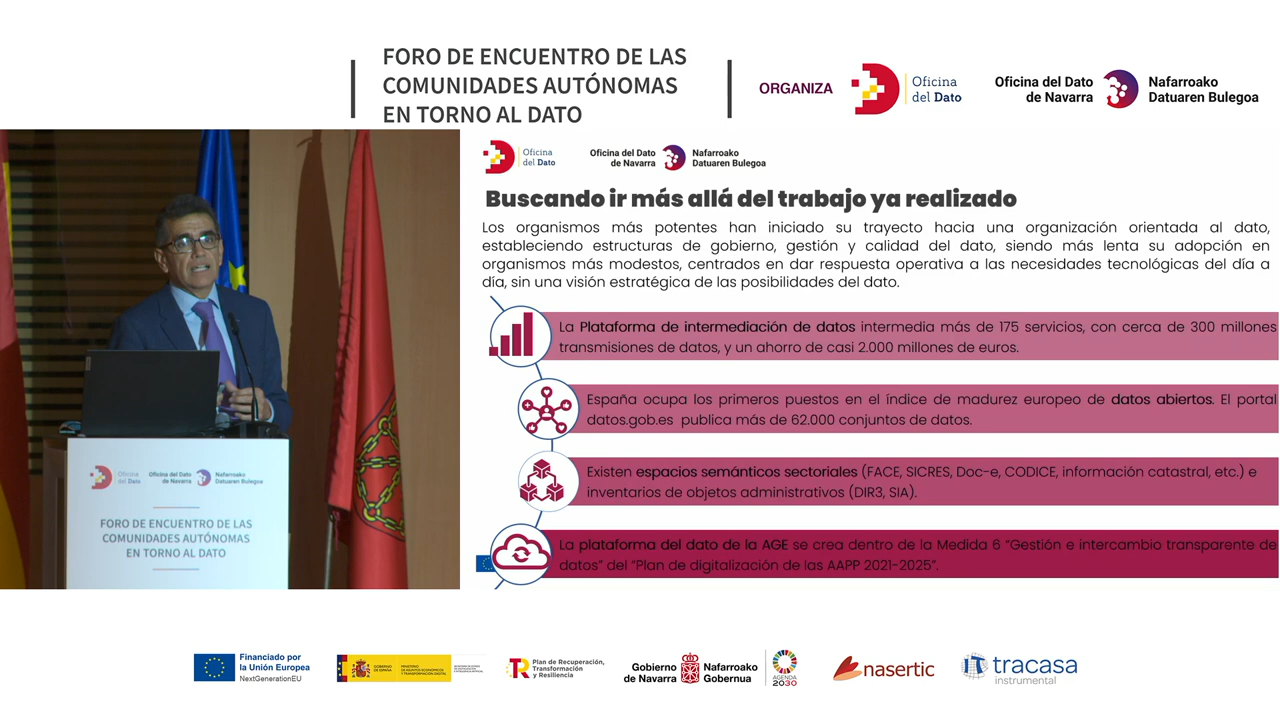 FORO DE ENCUENTRO DE LAS
COMUNIDADES AUTÓNOMAS
EN TORNO AL DATO
ORGANIZA
Oficina
del Dato
Oficina del Dato
de Navarra
Nafarroako
Datuaren Bulegoa
Oficina
del Dato
Oficina del Dato
de Navarra
Nafarroako
Datuaren Bulegoa
Buscando ir más allá del trabajo ya realizado
Los organismos más potentes han iniciado su trayecto hacia una organización orientada al dato,
estableciendo estructuras de gobierno, gestión y calidad del dato, siendo más lenta su adopción en
organismos más modestos, centrados en dar respuesta operativa a las necesidades tecnológicas del día a
día, sin una visión estratégica de las posibilidades del dato.
La Plataforma de intermediación de datos intermedia más de 175 servicios, con cerca de 300 millones
transmisiones de datos, y un ahorro de casi 2.000 millones de euros.
España ocupa los primeros puestos en el índice de madurez europeo de datos abiertos. El portal
datos.gob.es publica más de 62.000 conjuntos de datos.
Existen espacios semánticos sectoriales (FACE, SICRES, Doc-e, CODICE, información catastral, etc.) e
inventarios de objetos administrativos (DIR3, SIA).
La plataforma del dato de la AGE se crea dentro de la Medida 6 "Gestión e intercambio transparente de
datos" del "Plan de digitalización de las AAPP 2021-2025".
Oficina
del Dato
Oficina del Dato
de Navarra
Nafarroako
Datuaren Bulegoa
FORO DE ENCUENTRO DE LAS
COMUNIDADES AUTÓNOMAS
EN TORNO AL DATO
Financiado por
la Unión Europea
NextGenerationEU
GOBIERNO
DE ESPAÑA
MINISTERIO
DE ASUNTOS ECONÓMICOS
Y TRANSFORMACIÓN DIGITAL
Plan de Recuperación,
Transformación
y Resiliencia
Gobierno
de Navarra
Nafarroako
Gobernua
AGENDA
2030
nasertic
tracasa
instrumental